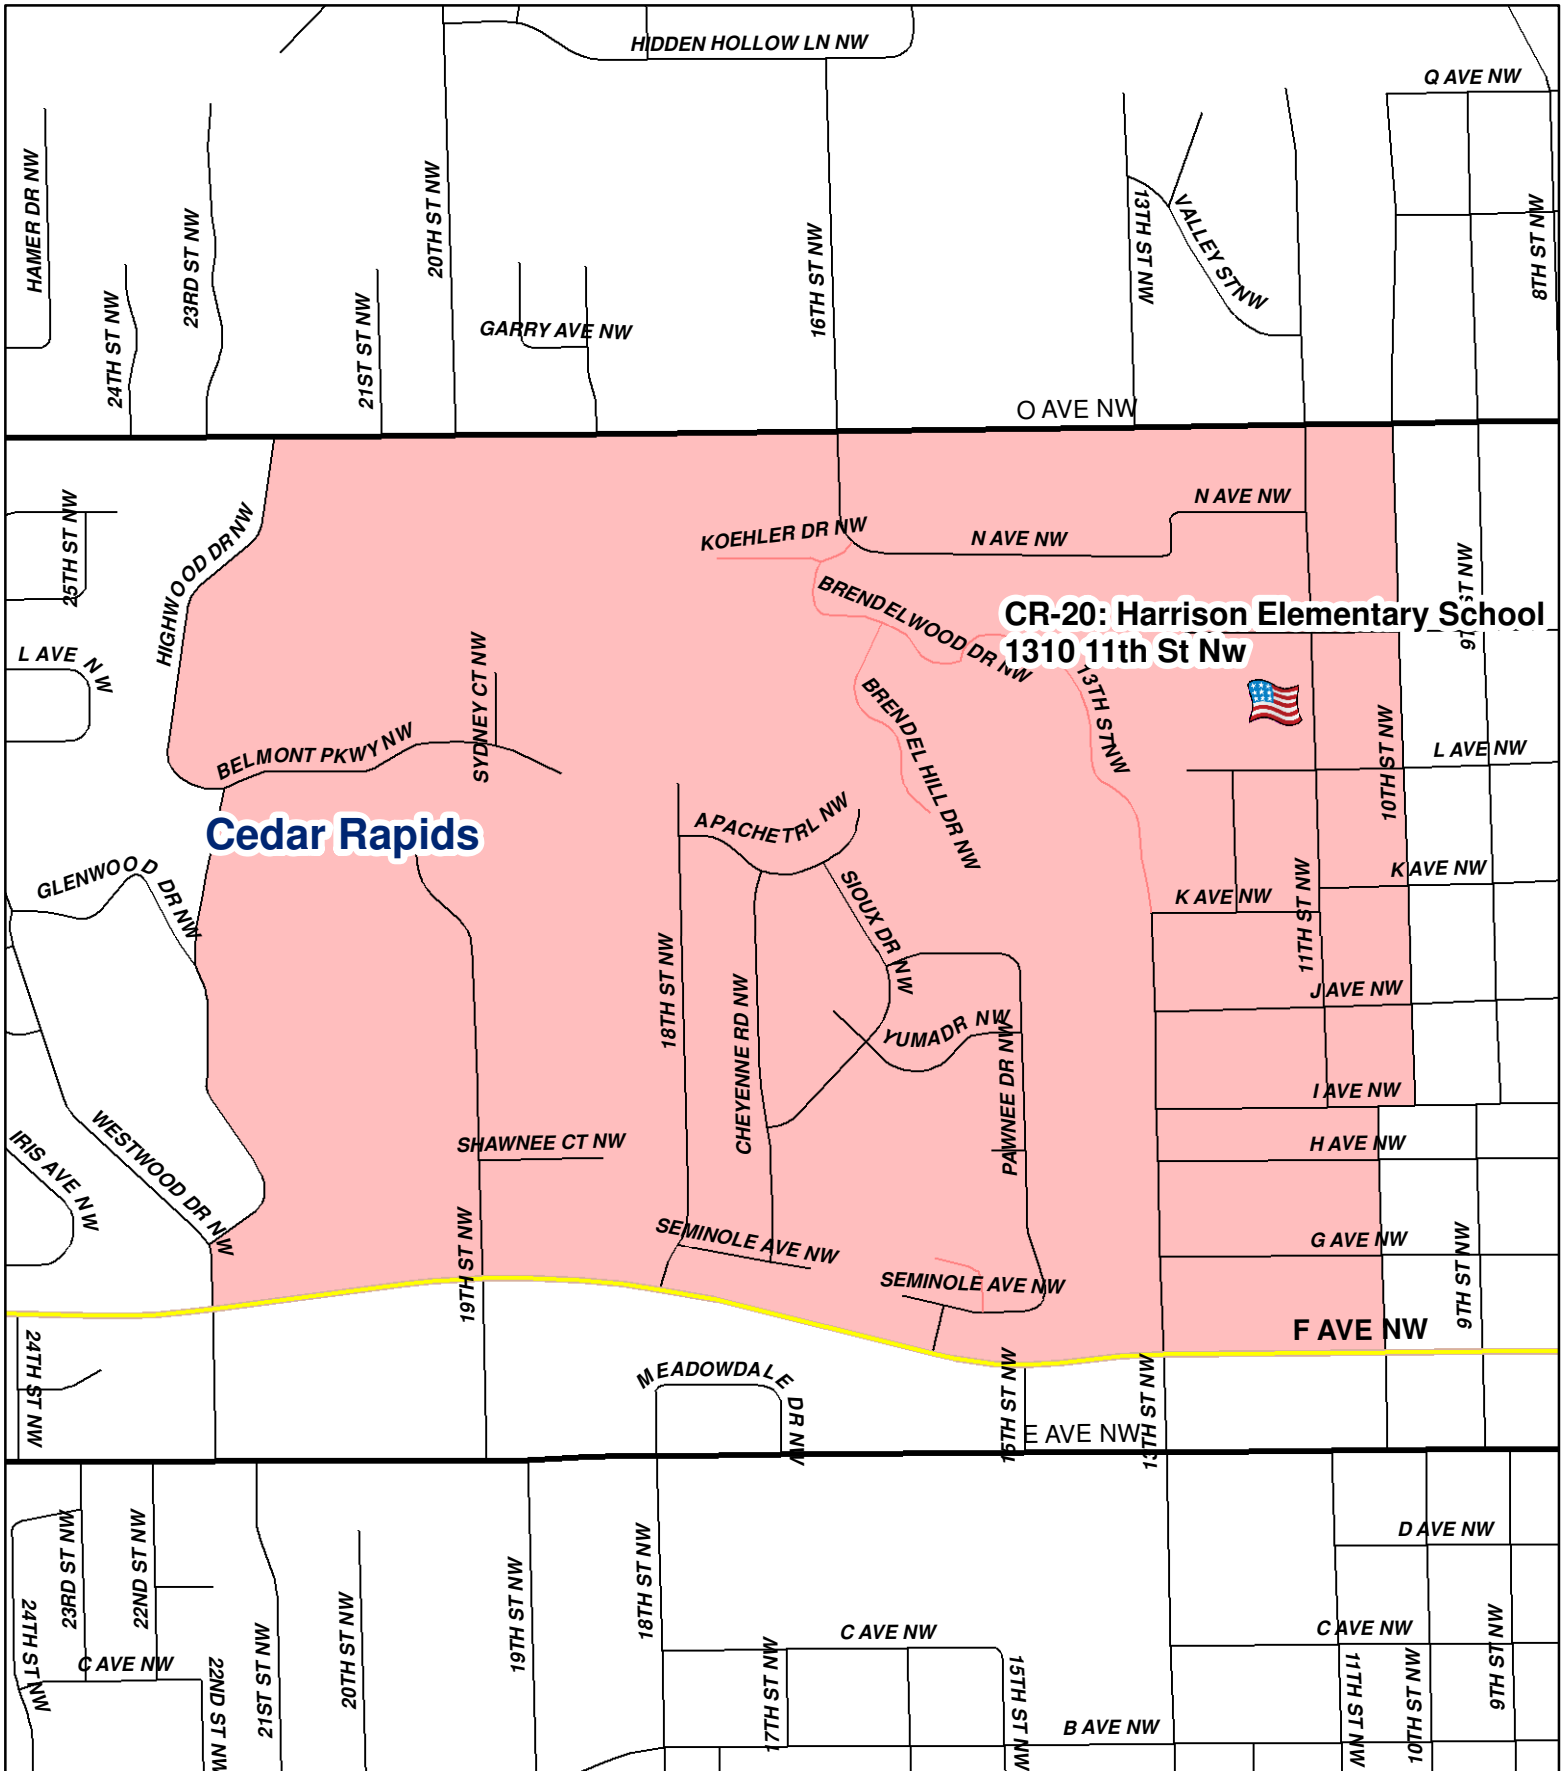 HIDDEN HOLLOW LN NW
Q AVE NW
HAMER DR NW
24TH ST NW
23RD ST NW
21ST ST NW
20TH ST NW
GARRY AVE NW
16TH ST NW
13TH ST NW
VALLEY ST NW
8TH ST NW
O AVE NW
25TH ST NW
HIGHWOOD DR NW
N AVE NW
N AVE NW
KOEHLER DR NW
BRENDELWOOD DR NW
CR-20: Harrison Elementary School
1310 11th St Nw
9TH ST NW
L AVE NW
SYDNEY CT NW
BELMONT PKWY NW
BRENDEL HILL DR NW
13TH ST NW
10TH ST NW
L AVE NW
Cedar Rapids
APACHE TRL NW
GLENWOOD DR NW
SIOUX DR NW
K AVE NW
K AVE NW
11TH ST NW
18TH ST NW
CHEYENNE RD NW
YUMA DR NW
PAWNEE DR NW
J AVE NW
I AVE NW
H AVE NW
G AVE NW
IRIS AVE NW
WESTWOOD DR NW
SHAWNEE CT NW
19TH ST NW
SEMINOLE AVE NW
SEMINOLE AVE NW
9TH ST NW
F AVE NW
24TH ST NW
MEADOWDALE DR NW
15TH ST NW
E AVE NW
13TH ST NW
24TH ST NW
23RD ST NW
22ND ST NW
C AVE NW
22ND ST NW
21ST ST NW
20TH ST NW
19TH ST NW
18TH ST NW
17TH ST NW
C AVE NW
15TH ST NW
B AVE NW
D AVE NW
C AVE NW
11TH ST NW
10TH ST NW
9TH ST NW